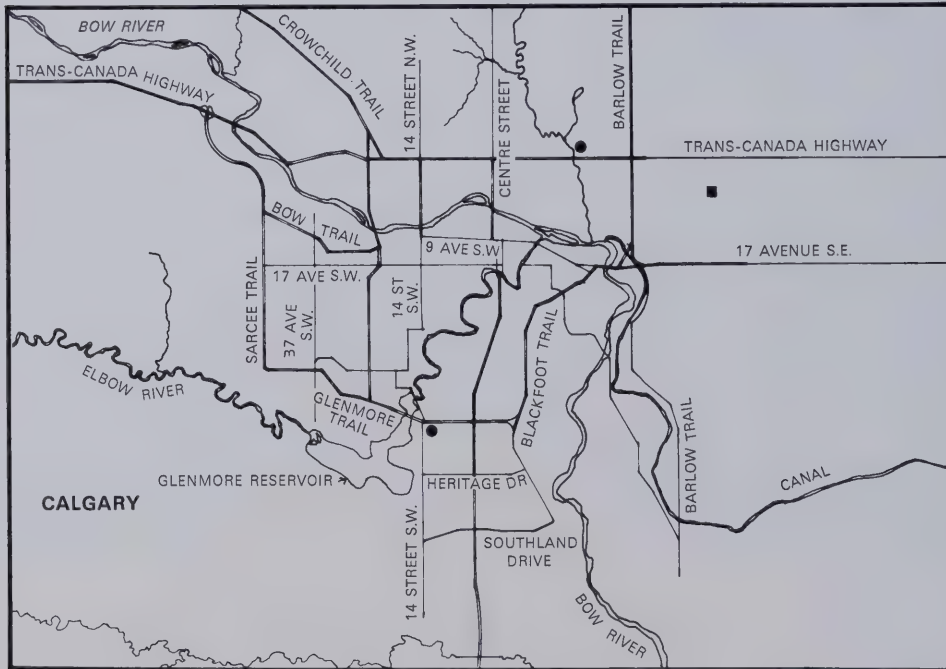 BOW RIVER
TRANS-CANADA
HIGHWAY
CROWCHILD TRAIL
14 STREET N.W.
CENTRE STREET
BARLOW TRAIL
TRANS-CANADA HIGHWAY
BOW TRAIL
9 AVE S.W
17 AVENUE S.E.
17 AVE S.W.
SARCEE TRAIL
37 AVE
S.W.
14 ST
S.W.
ELBOW RIVER
GLENMORE
TRAIL
BLACKFOOT TRAIL
BARLOW TRAIL
GLENMORE RESERVOIR
HERITAGE DR
CANAL
CALGARY
14 STREET S.W.
SOUTHLAND
DRIVE
BOW RIVER